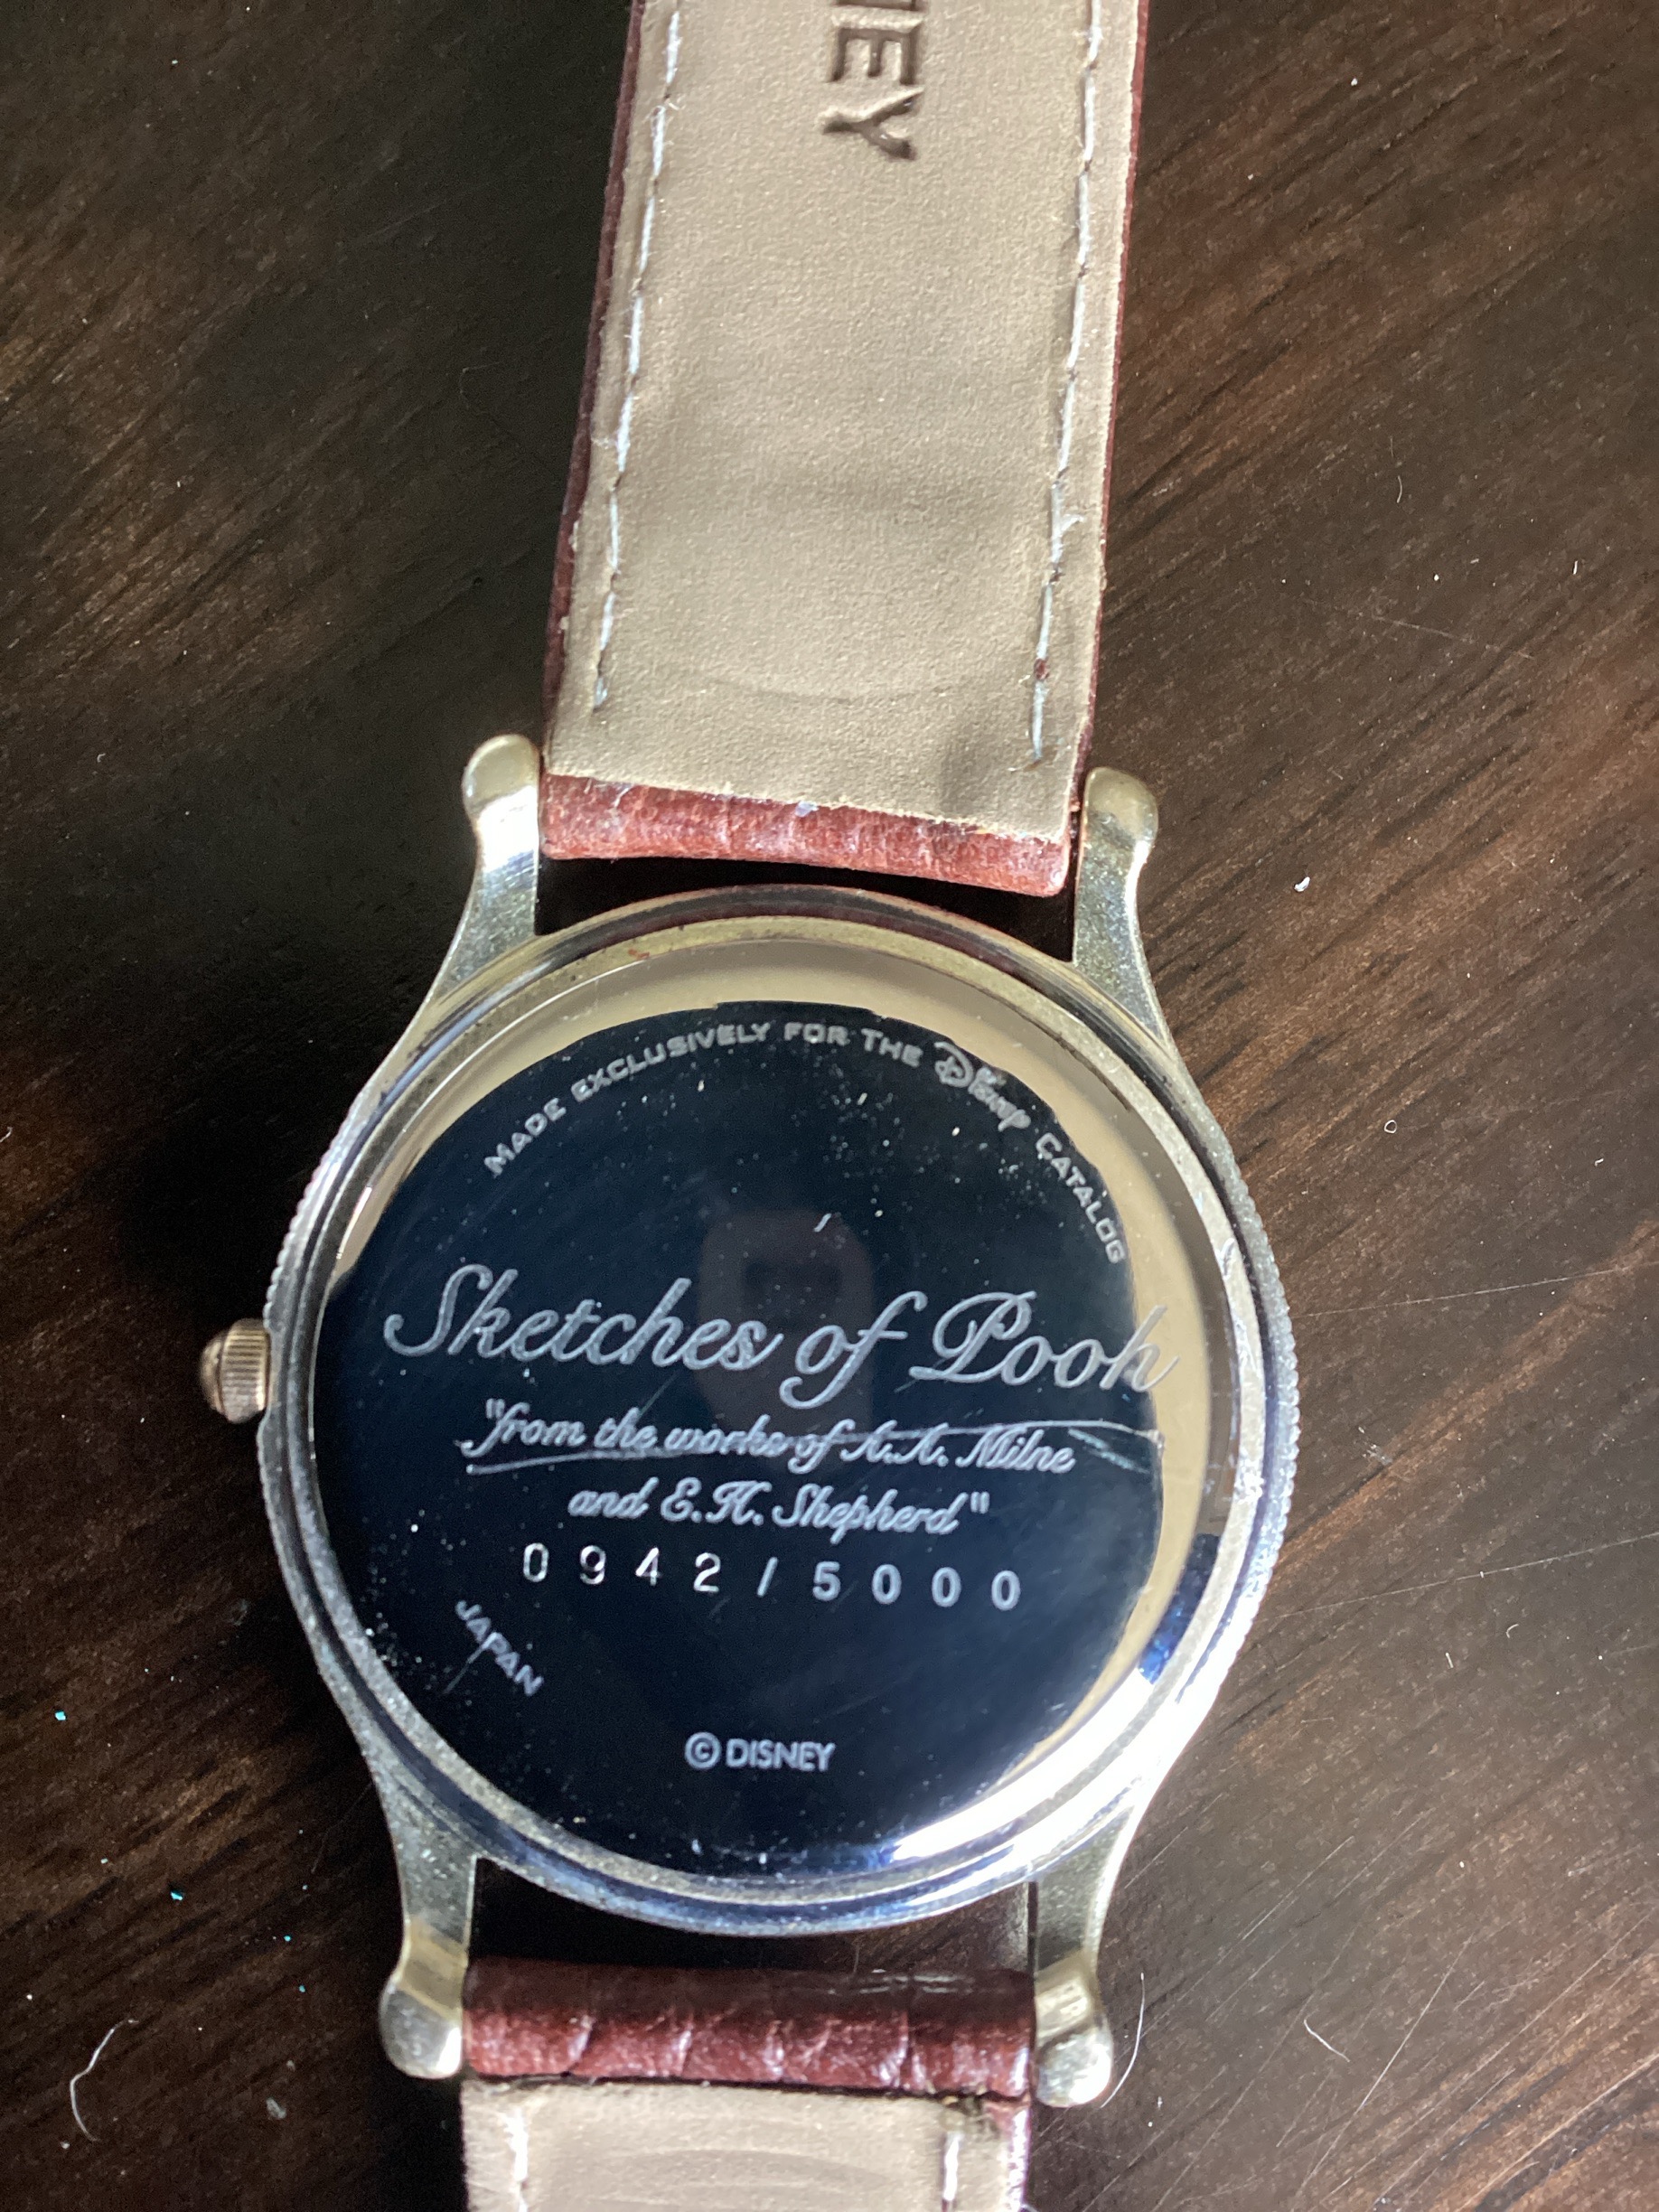 NEY
MADE EXCLUSIVELY FOR THE Disney CATALOG
Sketches of Pooh
"from the works of A.A. Milne
and E.H. Shepherd"
0942/5000
JAPAN
© DISNEY